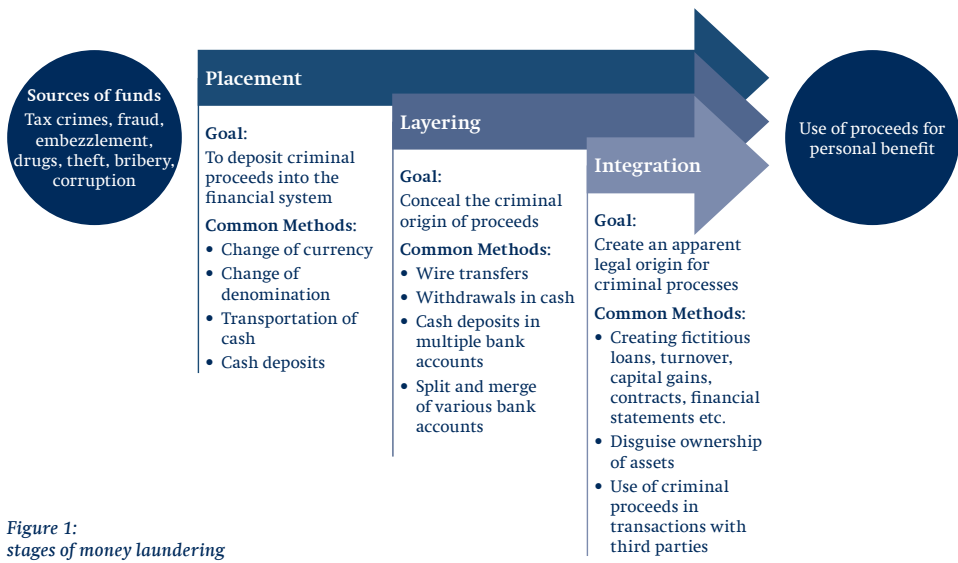 Sources of funds
Tax crimes, fraud,
embezzlement,
drugs, theft, bribery,
corruption
Placement
Goal:
To deposit criminal
proceeds into the
financial system
Common Methods:
• Change of currency
• Change of
denomination
• Transportation of
cash
• Cash deposits
Layering
Goal:
Conceal the criminal
origin of proceeds
Common Methods:
• Wire transfers
• Withdrawals in cash
• Cash deposits in
multiple bank
accounts
• Split and merge
of various bank
accounts
Integration
Goal:
Create an apparent
legal origin for
criminal processes
Common Methods:
• Creating fictitious
loans, turnover,
capital gains,
contracts, financial
statements etc.
• Disguise ownership
of assets
• Use of criminal
proceeds in
transactions with
third parties
Use of proceeds for
personal benefit
Figure 1:
stages of money laundering